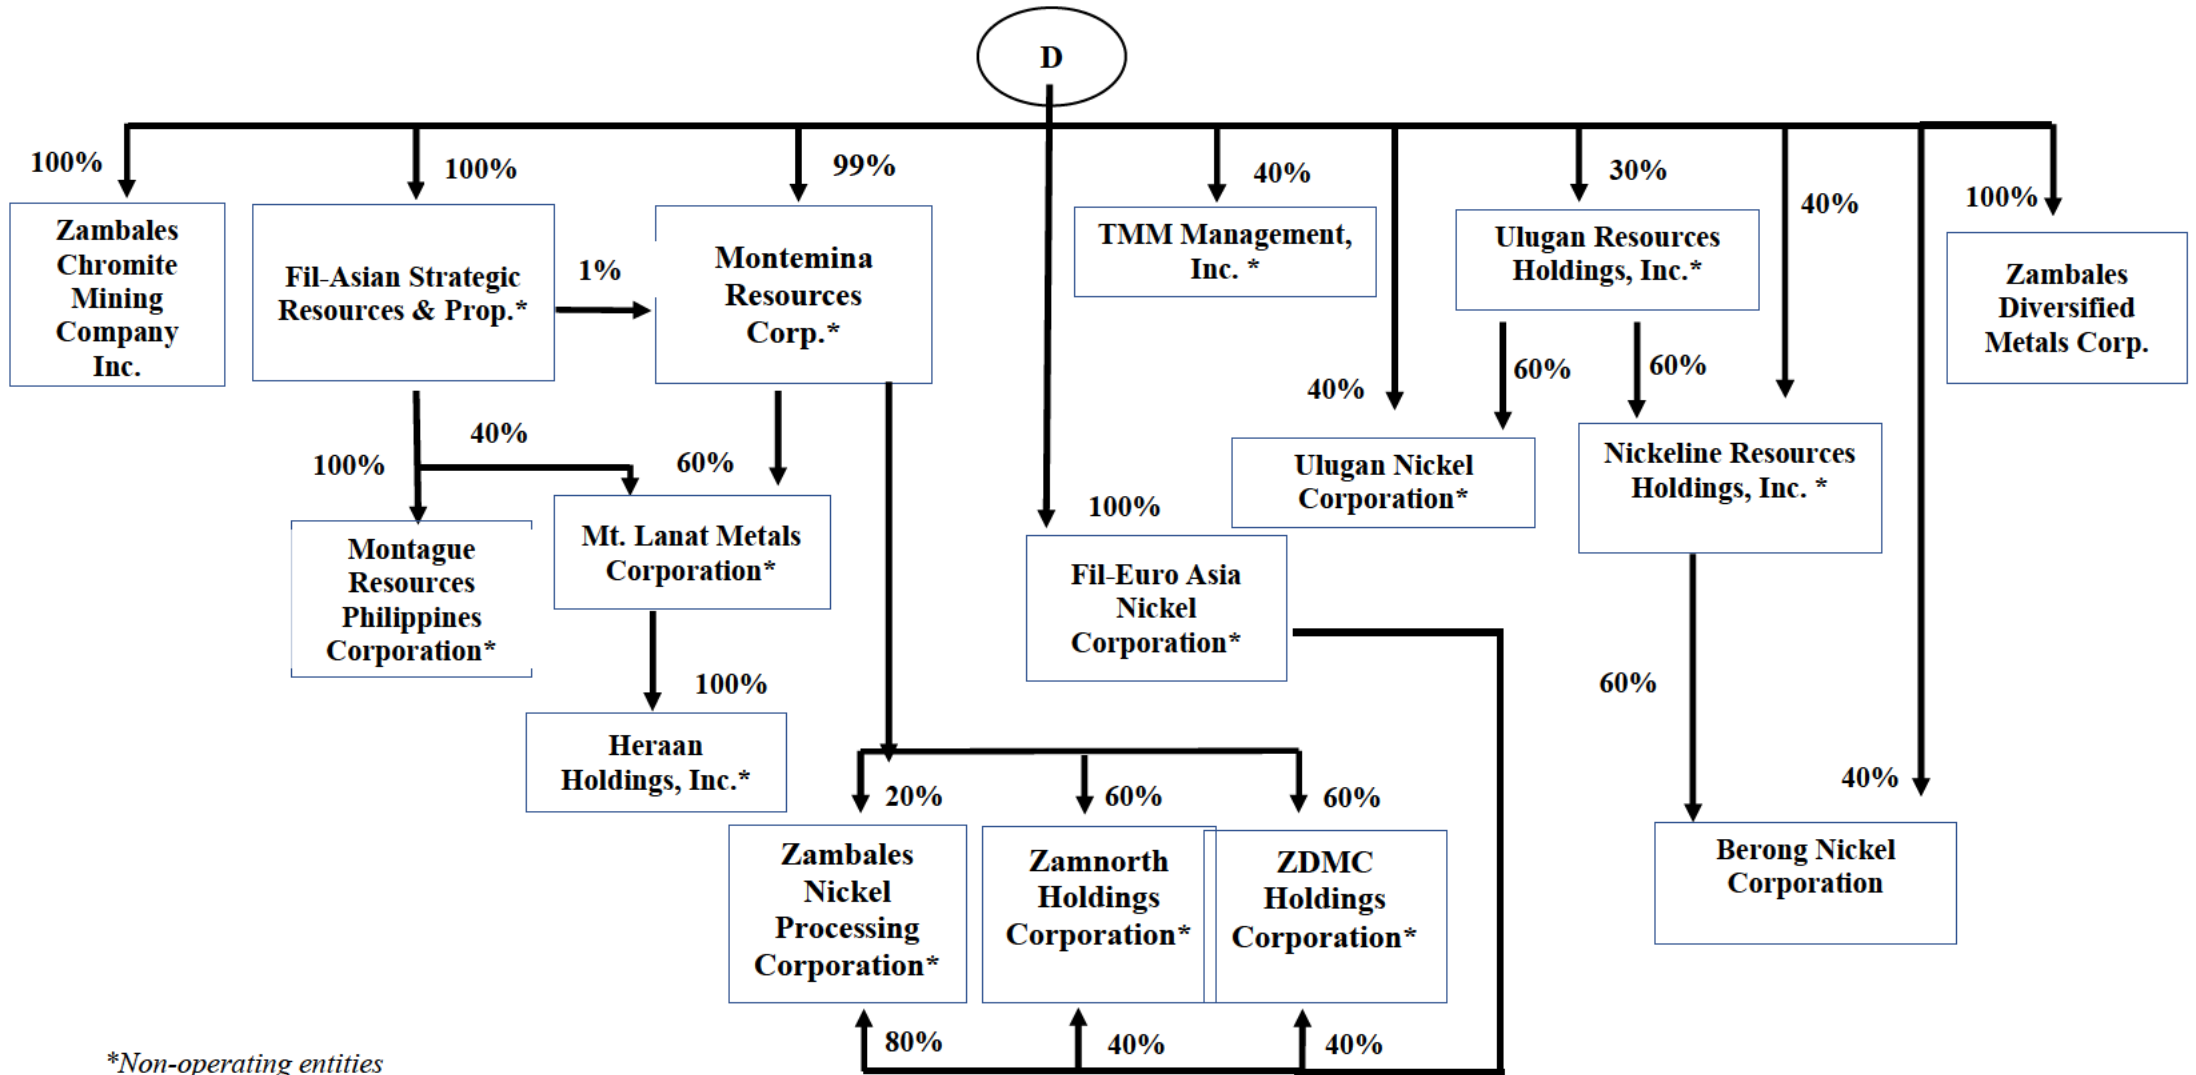 D
100%
100%
99%
40%
30%
40%
100%
Zambales
Chromite
Mining
Company
Inc.
Fil-Asian Strategic
Resources & Prop.*
1%
Montemina
Resources
Corp.*
TMM Management,
Inc. *
Ulugan Resources
Holdings, Inc.*
Zambales
Diversified
Metals Corp.
40%
60%
60%
100%
40%
60%
Ulugan Nickel
Corporation*
Nickeline Resources
Holdings, Inc. *
Montague
Resources
Philippines
Corporation*
Mt. Lanat Metals
Corporation*
100%
Fil-Euro Asia
Nickel
Corporation*
100%
Heraan
Holdings, Inc.*
60%
40%
20%
60%
60%
Zambales
Nickel
Processing
Corporation*
Zamnorth
Holdings
Corporation*
ZDMC
Holdings
Corporation*
Berong Nickel
Corporation
80%
40%
40%
*Non-operating entities